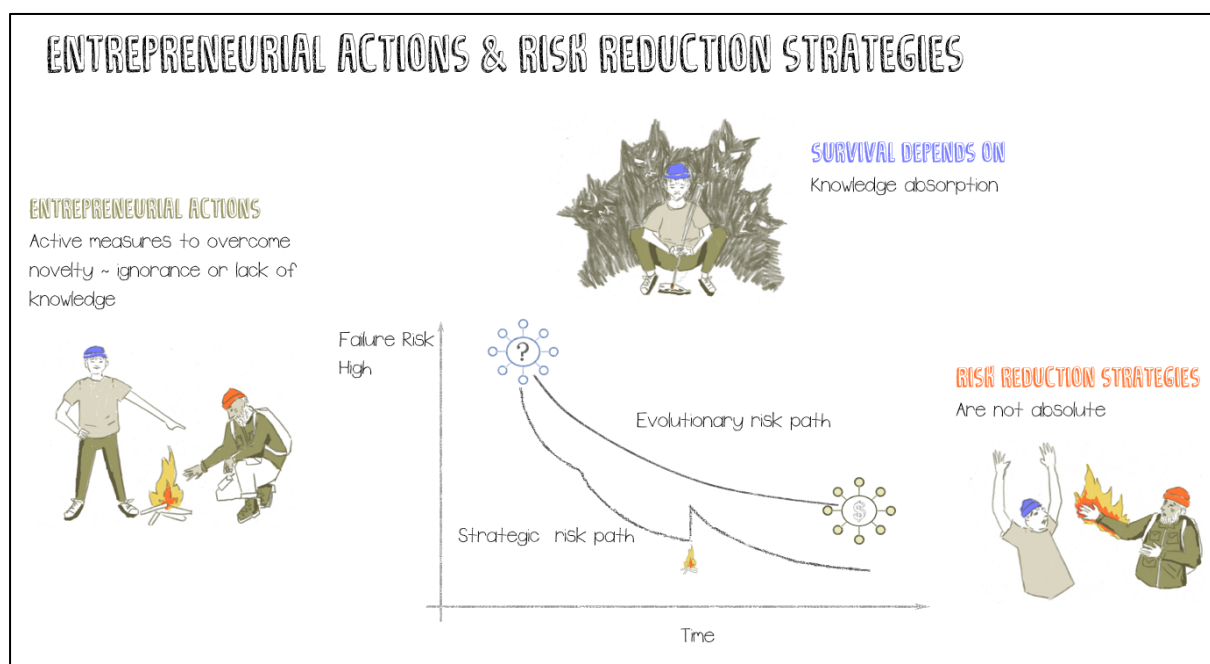 ENTREPRENEURIAL ACTIONS & RISK REDUCTION STRATEGIES
SURVIVAL DEPENDS ON
Knowledge absorption
ENTREPRENEURIAL ACTIONS
Active measures to overcome
novelty ~ ignorance or lack of
knowledge
Failure Risk
High
?
RISK REDUCTION STRATEGIES
Are not absolute
Evolutionary risk path
$
Strategic risk path
Time